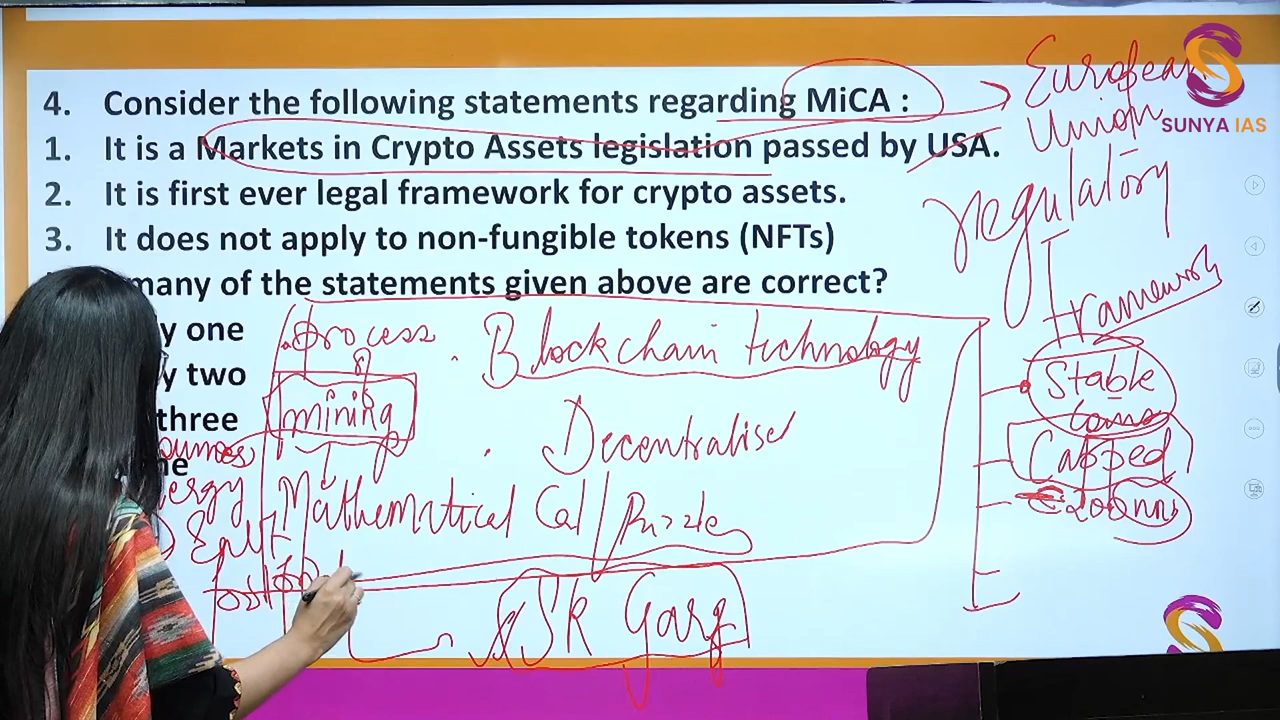 4. Consider the following statements regarding MiCA :
1. It is a Markets in Crypto Assets legislation passed by USA.
2. It is first ever legal framework for crypto assets.
3. It does not apply to non-fungible tokens (NFTs)
many of the statements given above are correct?
one
two
three
European
Union
SUNYA IAS
regulatory
framework
process
of
mining
Blockchain technology
Decentralised
Mathematical Cal / Puzzles
Stable
Capped
SK Garg